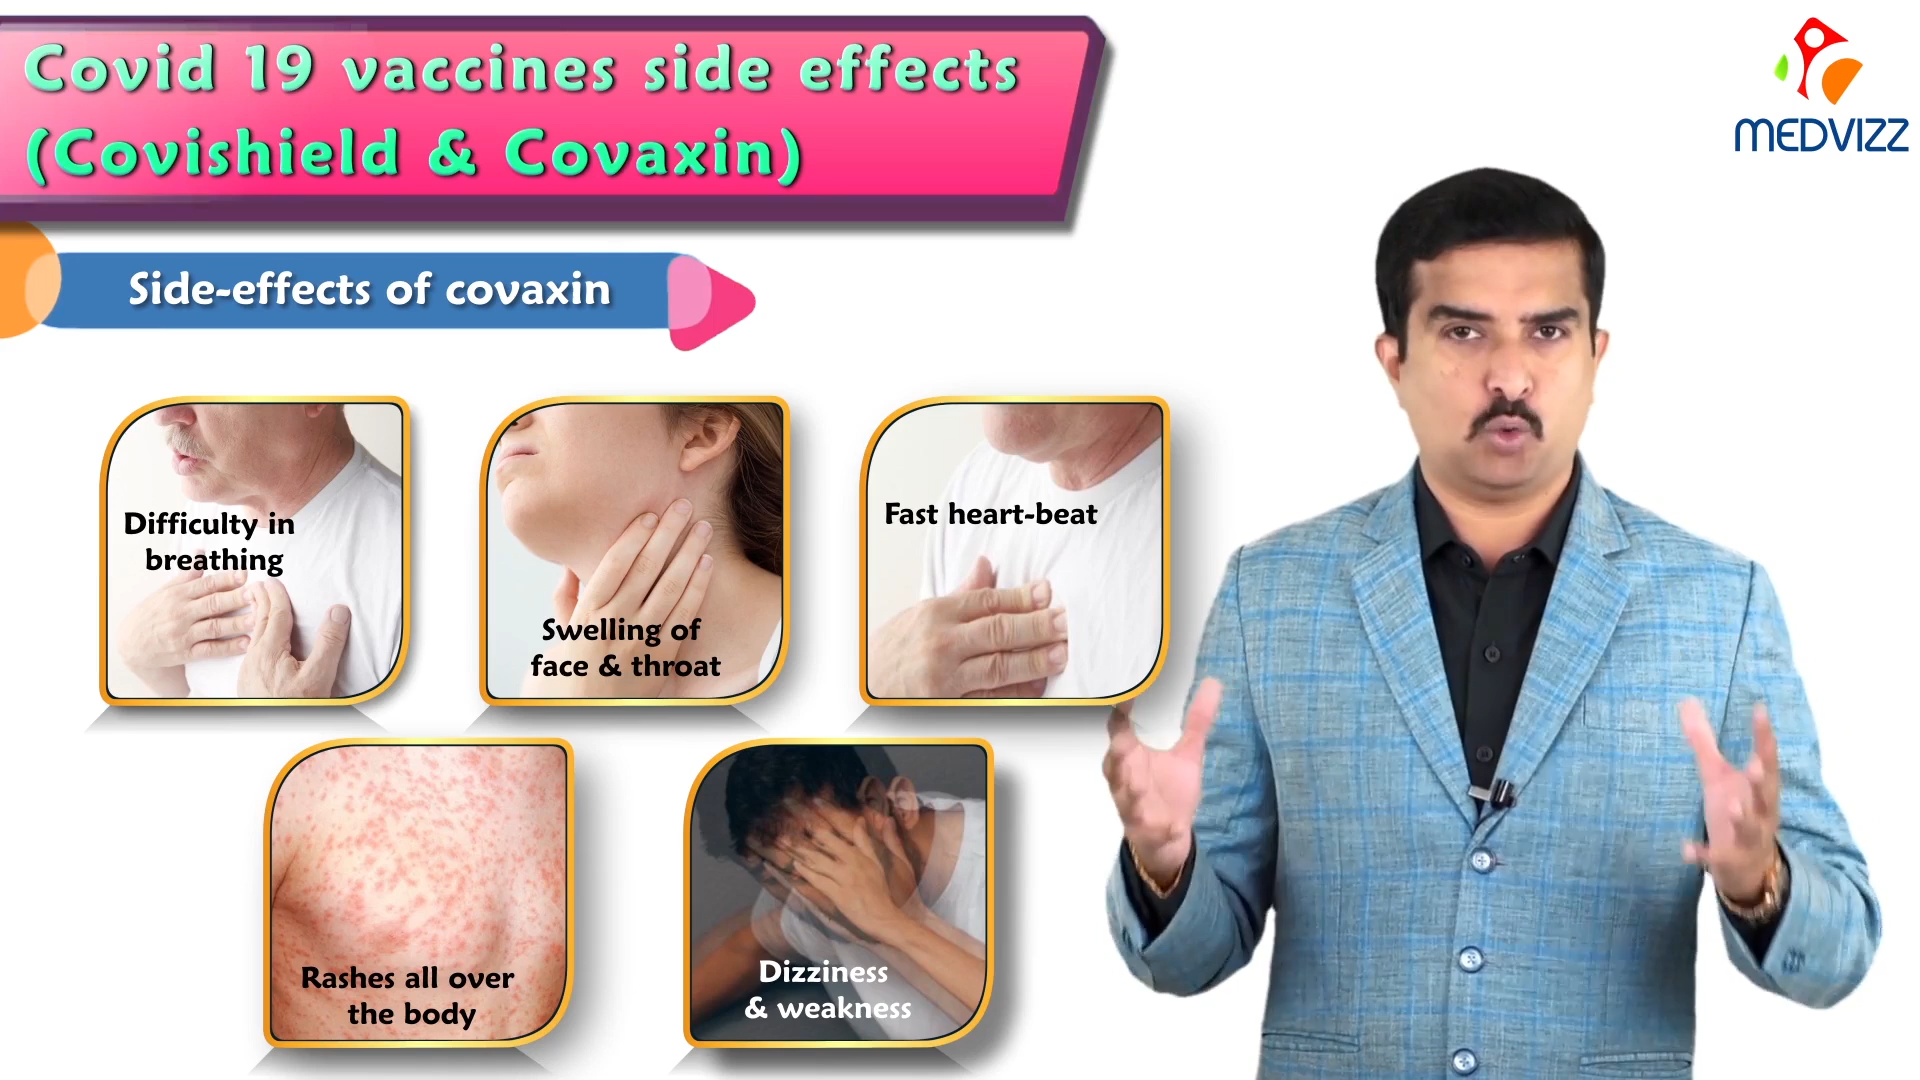 Covid 19 vaccines side effects
(Covishield & Covaxin)
MEDVIZZ
Side-effects of covaxin
Difficulty in
breathing
Swelling of
face & throat
Fast heart-beat
Rashes all over
the body
Dizziness
& weakness